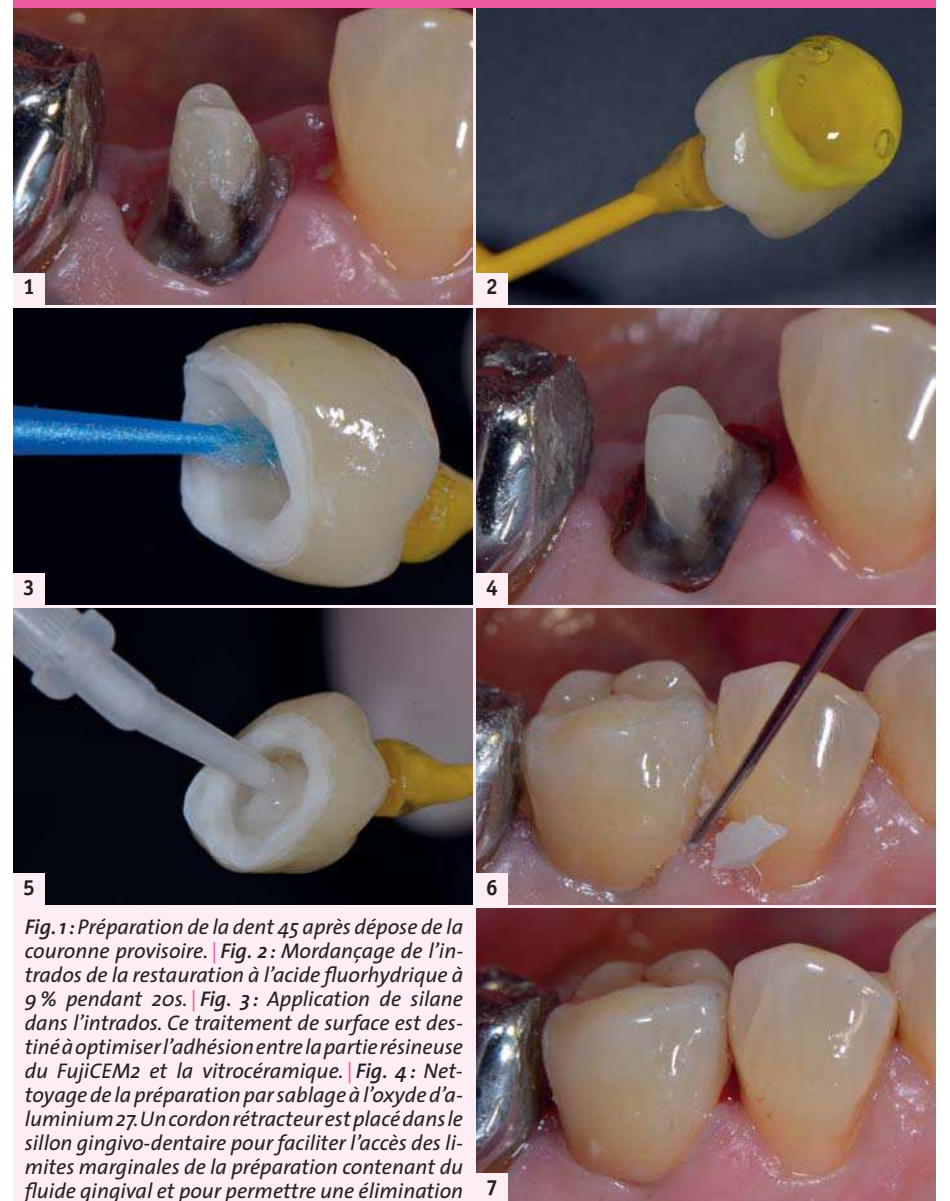 1
2
3
4
5
6
Fig. 1 : Préparation de la dent 45 après dépose de la
couronne provisoire. | Fig. 2 : Mordançage de l'in-
trados de la restauration à l'acide fluorhydrique à
9 % pendant 20s. | Fig. 3 : Application de silane
dans l'intrados. Ce traitement de surface est des-
tiné à optimiser l'adhésion entre la partie résineuse
du FujiCEM2 et la vitrocéramique. | Fig. 4 : Net-
toyage de la préparation par sablage à l'oxyde d'a-
luminium 27. Un cordon rétracteur est placé dans le
sillon gingivo-dentaire pour faciliter l'accès des li-
mites marginales de la préparation contenant du
fluide gingival et pour permettre une élimination
7